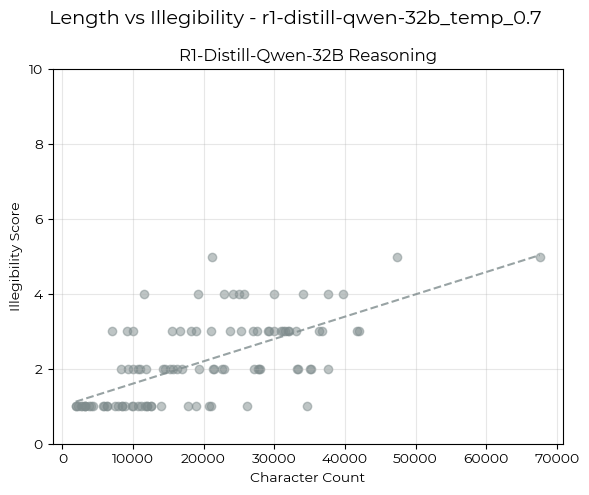 Length vs Illegibility - r1-distill-qwen-32b_temp_0.7
R1-Distill-Qwen-32B Reasoning
10
8
6
4
2
0
Illegibility Score
0 10000 20000 30000 40000 50000 60000 70000
Character Count